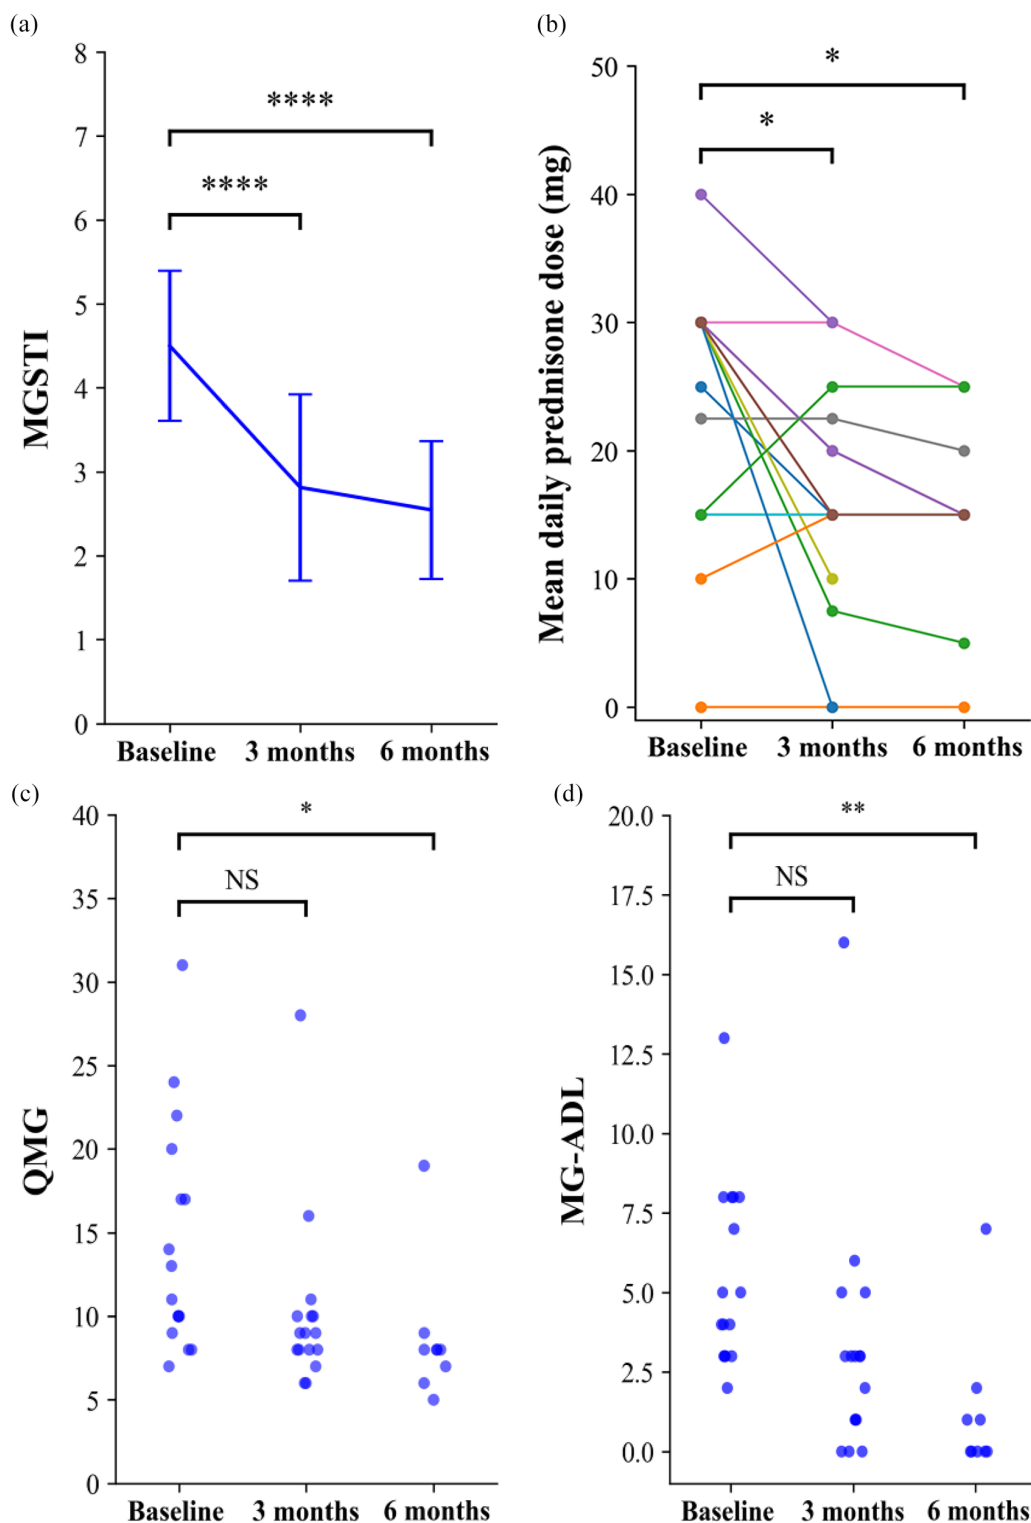 (a)
MGSTI
8
7
6
5
4
3
2
1
0
****
****
Baseline 3 months 6 months
(b)
Mean daily prednisone dose (mg)
50
40
30
20
10
0
*
*
Baseline 3 months 6 months
(c)
QMG
40
35
30
25
20
15
10
5
0
*
NS
Baseline 3 months 6 months
(d)
MG-ADL
20.0
17.5
15.0
12.5
10.0
7.5
5.0
2.5
0.0
**
NS
Baseline 3 months 6 months